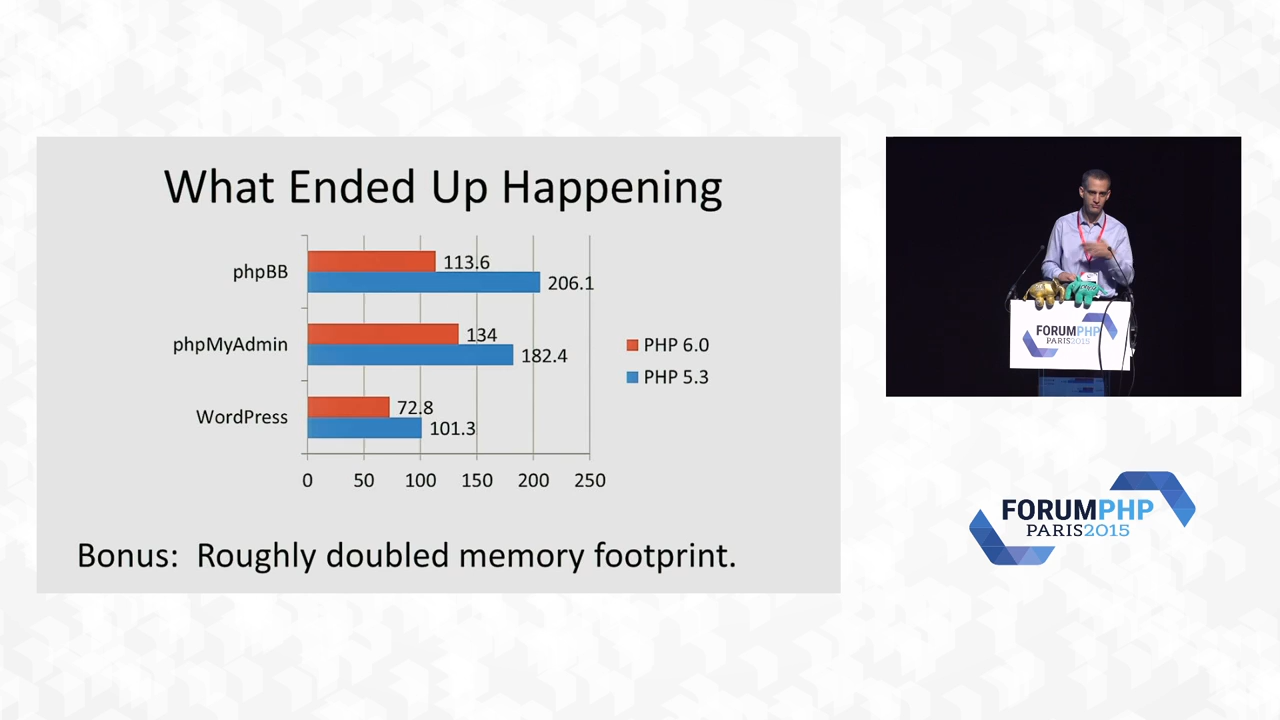 What Ended Up Happening
phpBB
113.6
206.1
phpMyAdmin
134
182.4
WordPress
72.8
101.3
PHP 6.0
PHP 5.3
0 50 100 150 200 250
Bonus: Roughly doubled memory footprint.
FORUMPHP
PARIS2015
FORUMPHP
PARIS2015